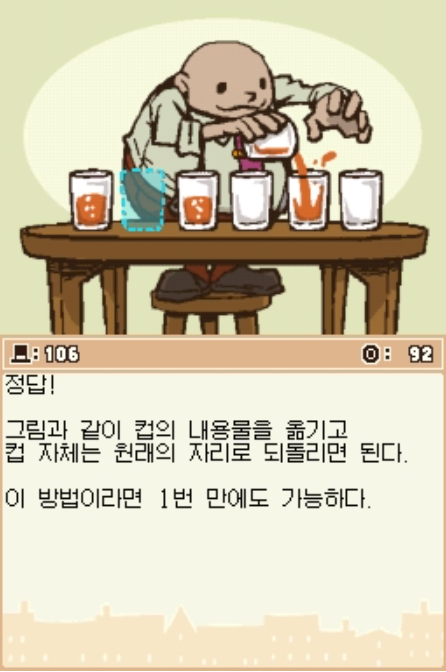 :106
: 92
정답!
그림과 같이 컵의 내용물을 옮기고
컵 자체는 원래의 자리로 되돌리면 된다.
이 방법이라면 1번 만에도 가능하다.